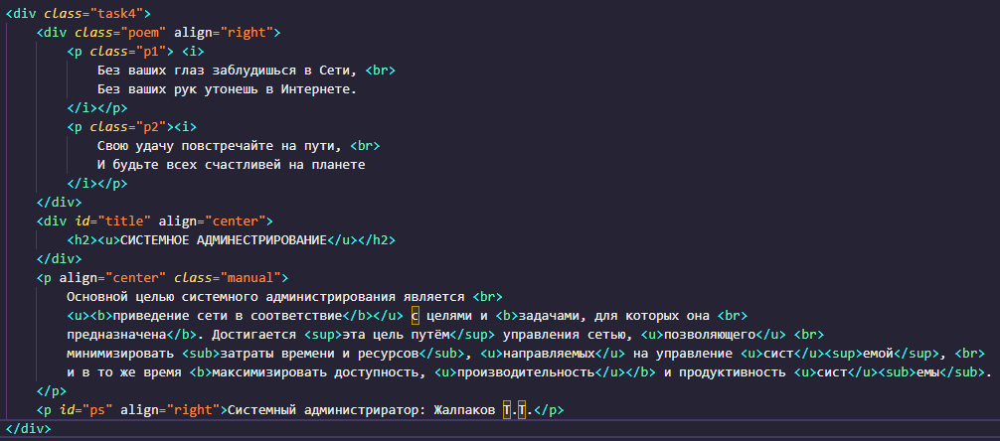 <div class="task4">
<div class="poem" align="right">
<p class="p1"> <i>
Без ваших глаз заблудишься в Сети, <br>
Без ваших рук утонешь в Интернете.
</i></p>
<p class="p2"><i>
Свою удачу повстречайте на пути, <br>
И будьте всех счастливей на планете
</i></p>
</div>
<div id="title" align="center">
<h2><u>СИСТЕМНОЕ АДМИНЕСТРИРОВАНИЕ</u></h2>
</div>
<p align="center" class="manual">
Основной целью системного администрирования является <br>
<u><b>приведение сети в соответствие</b></u> с целями и <b>задачами, для которых она <br>
предназначена</b>. Достигается <sup>эта цель путём</sup> управления сетью, <u>позволяющего</u> <br>
минимизировать <sub>затраты времени и ресурсов</sub>, <u>направляемых</u> на управление <u>сист</u><sup>емой</sup>, <br>
и в то же время <b>максимизировать доступность, <u>производительность</u></b> и продуктивность <u>сист</u><sub>емы</sub>.
</p>
<p id="ps" align="right">Системный администриратор: Жалпаков Т.Т.</p>
</div>